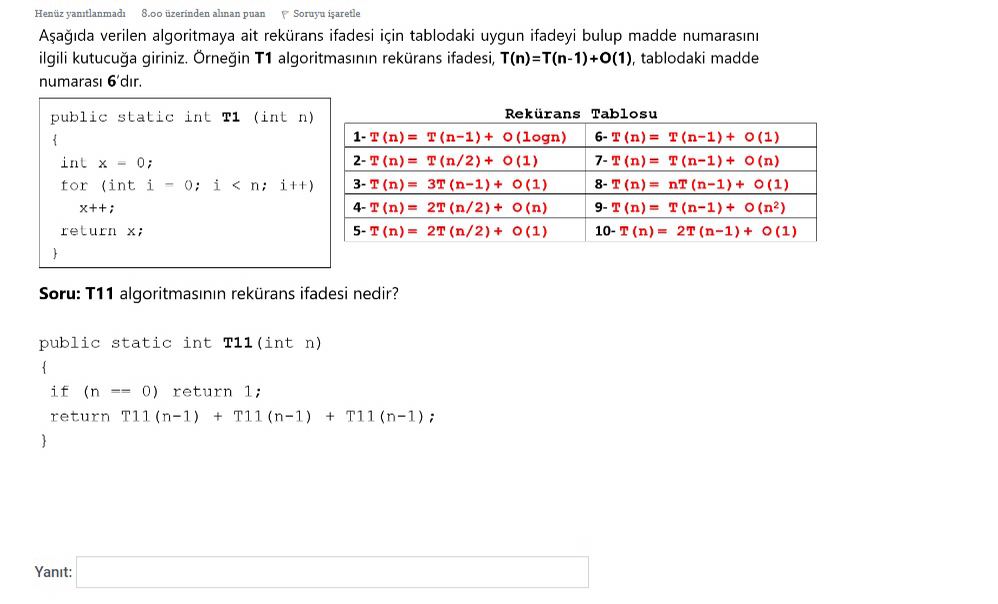 Henüz yanıtlanmadı 8.00 üzerinden alınan puan Soruyu işaretle
Aşağıda verilen algoritmaya ait rekürans ifadesi için tablodaki uygun ifadeyi bulup madde numarasını
ilgili kutucuğa giriniz. Örneğin T1 algoritmasının rekürans ifadesi, T(n)=T(n-1)+O(1), tablodaki madde
numarası 6'dır.
public static int T1 (int n)
{
int x = 0;
for (int i = 0; i < n; i++)
x++;
return x;
}
Rekürans Tablosu
1- T(n)= T(n-1)+ O(logn) 6- T(n)= T(n-1)+ O(1)
2- T(n)= T(n/2)+ O(1) 7- T(n)= T(n-1)+ O(n)
3- T(n)= 3T(n-1)+ O(1) 8- T(n)= nT(n-1)+ O(1)
4- T(n)= 2T(n/2)+ O(n) 9- T(n)= T(n-1)+ O(n²)
5- T(n)= 2T(n/2)+ O(1) 10- T(n)= 2T(n-1)+ O(1)
Soru: T11 algoritmasının rekürans ifadesi nedir?
public static int T11(int n)
{
if (n == 0) return 1;
return T11(n-1) + T11(n-1) + T11(n-1);
}
Yanıt: